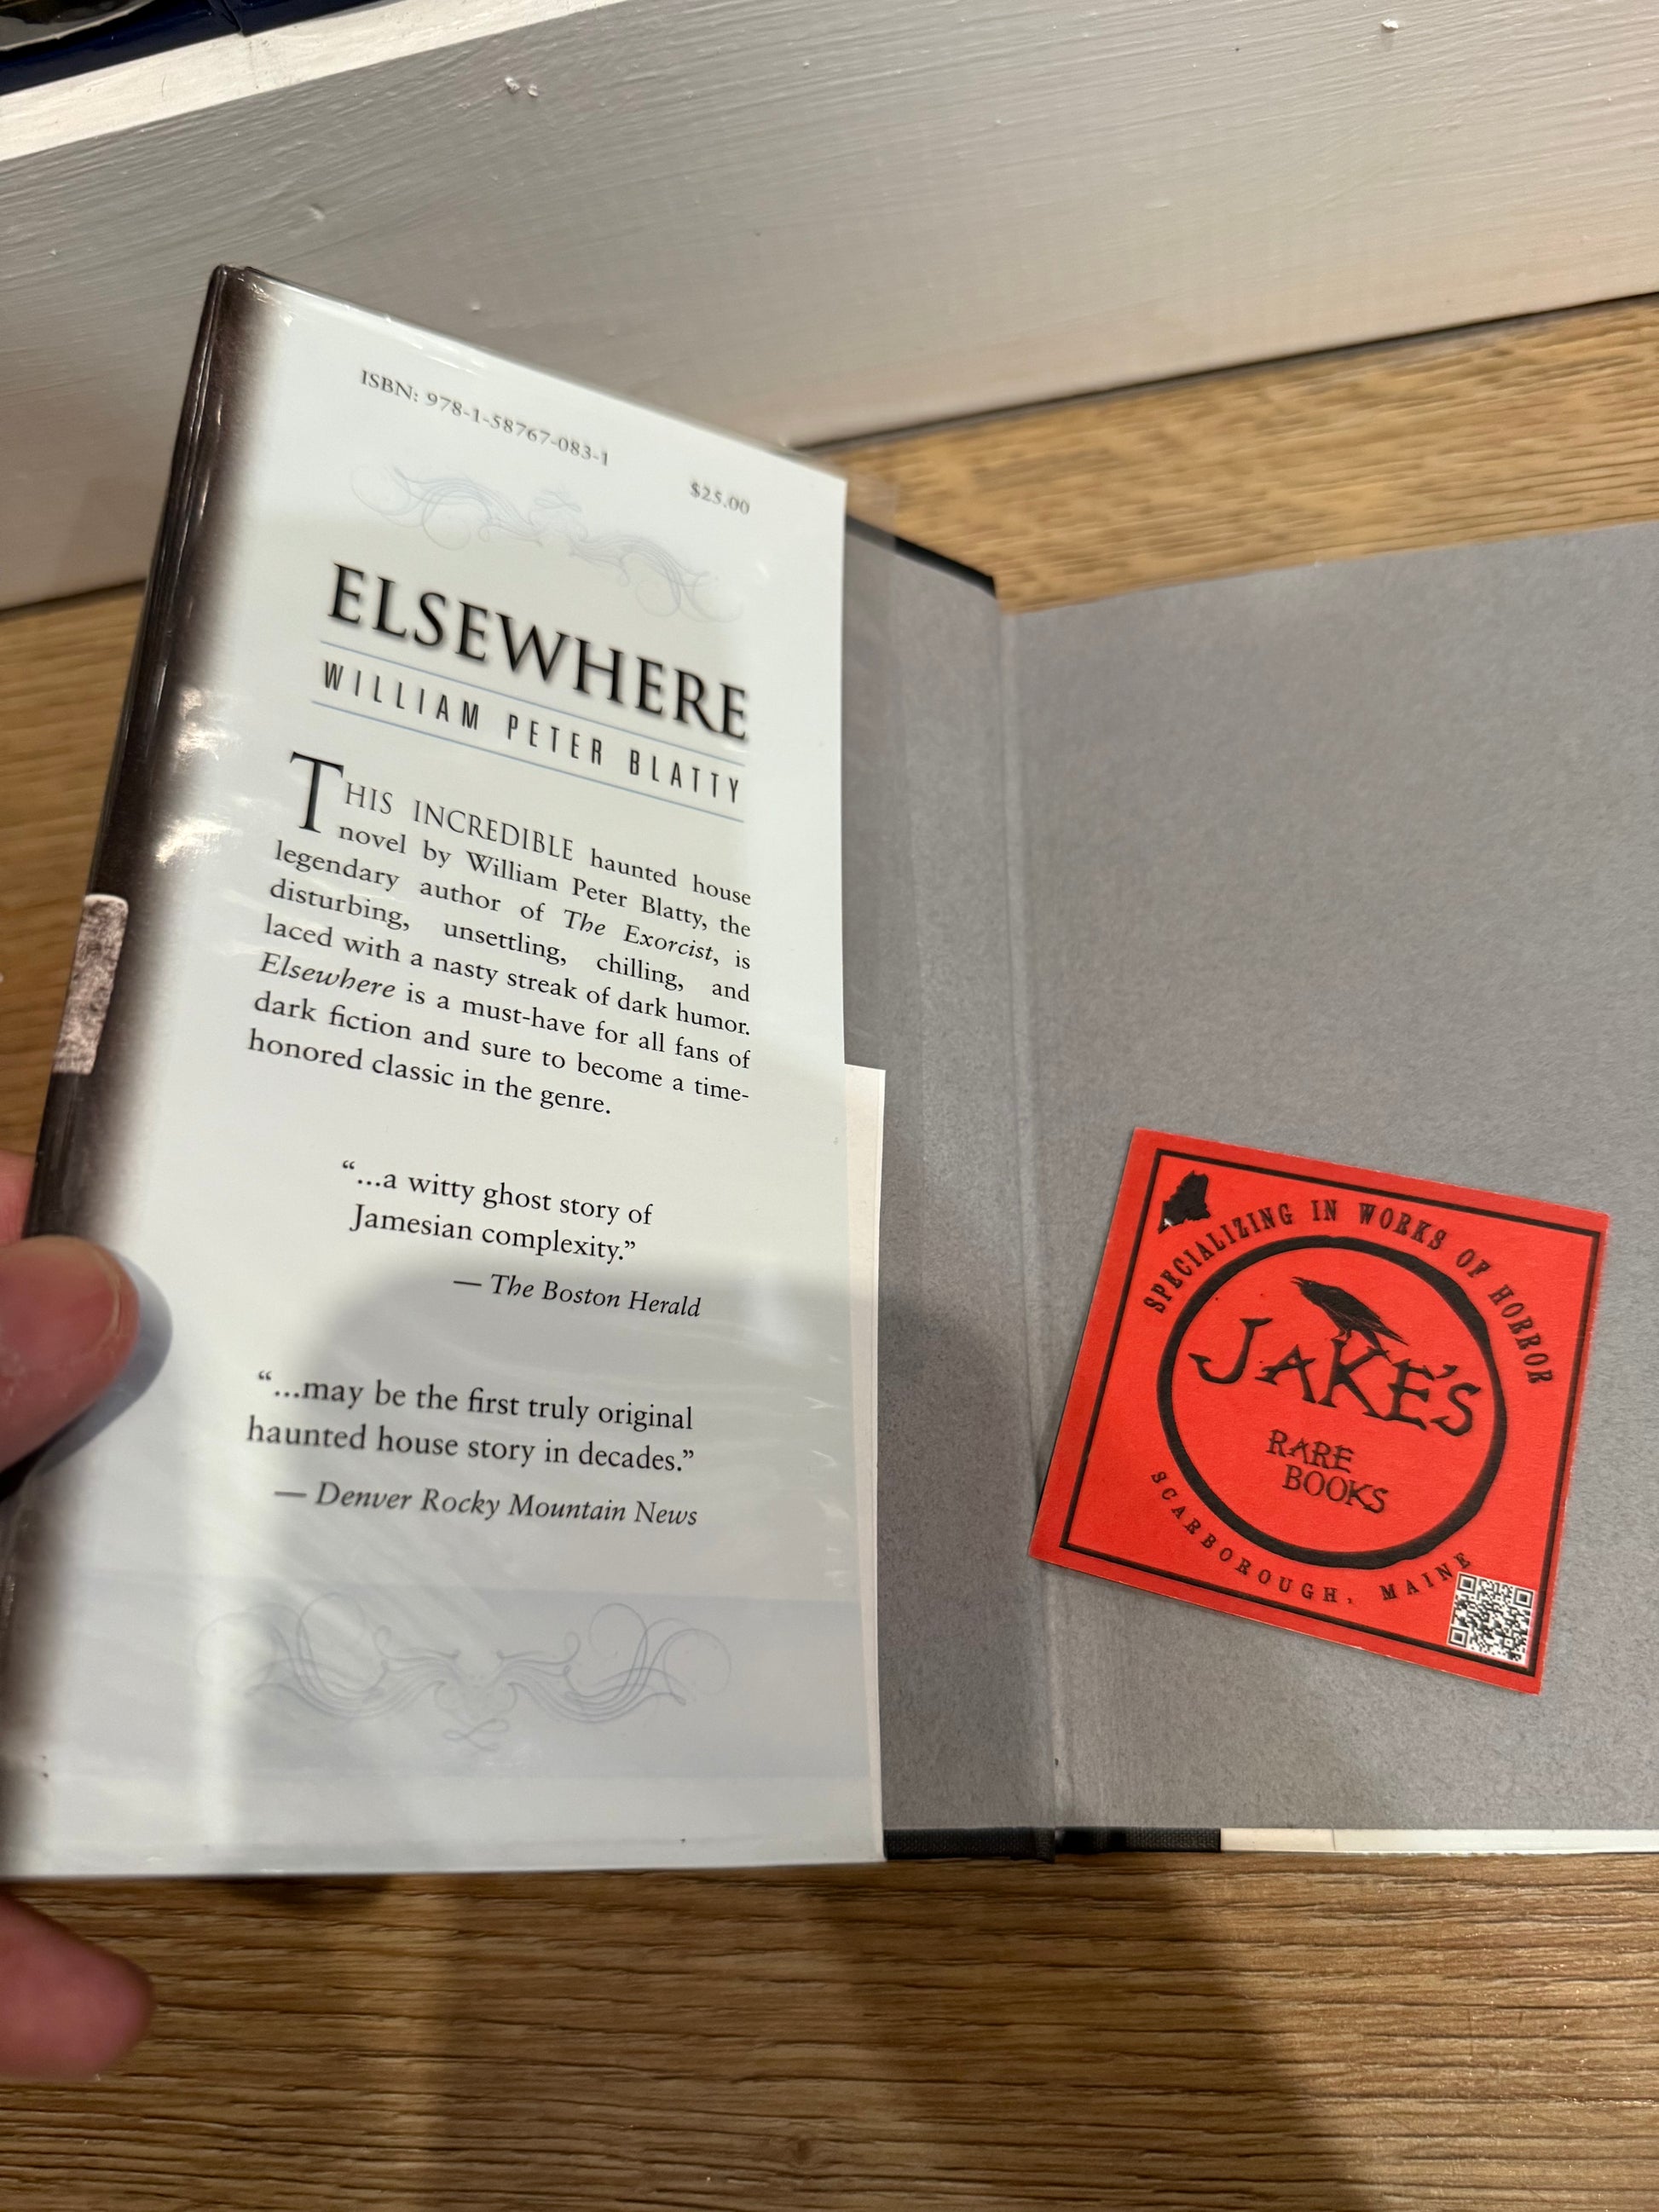 ISBN: 978-1-58767-083-1
$25.00
ELSEWHERE
WILLIAM PETER BLATTY
THIS INCREDIBLE haunted house
novel by William Peter Blatty, the
legendary author of The Exorcist, is
disturbing, unsettling, chilling, and
laced with a nasty streak of dark humor.
Elsewhere is a must-have for all fans of
dark fiction and sure to become a time-
honored classic in the genre.
“...a witty ghost story of
Jamesian complexity.”
— The Boston Herald
“...may be the first truly original
haunted house story in decades.”
— Denver Rocky Mountain News
SPECIALIZING IN WORKS OF HORROR
JAKE'S
RARE
BOOKS
SCARBOROUGH, MAINE